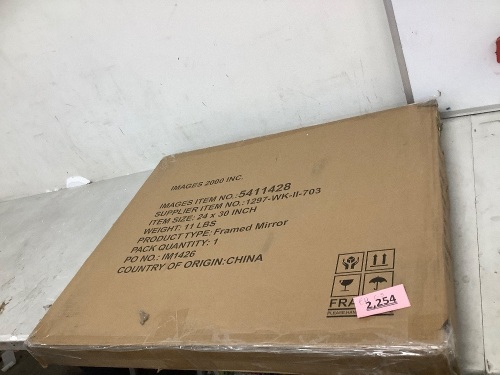 IMAGES 2000 INC.
IMAGES ITEM NO.:5411428
SUPPLIER ITEM NO.:1297-WK-II-703
ITEM SIZE: 24 x 30 INCH
WEIGHT: 11 LBS
PRODUCT TYPE: Framed Mirror
PACK QUANTITY: 1
PO NO.: IM1426
COUNTRY OF ORIGIN:CHINA
FRA
2,254